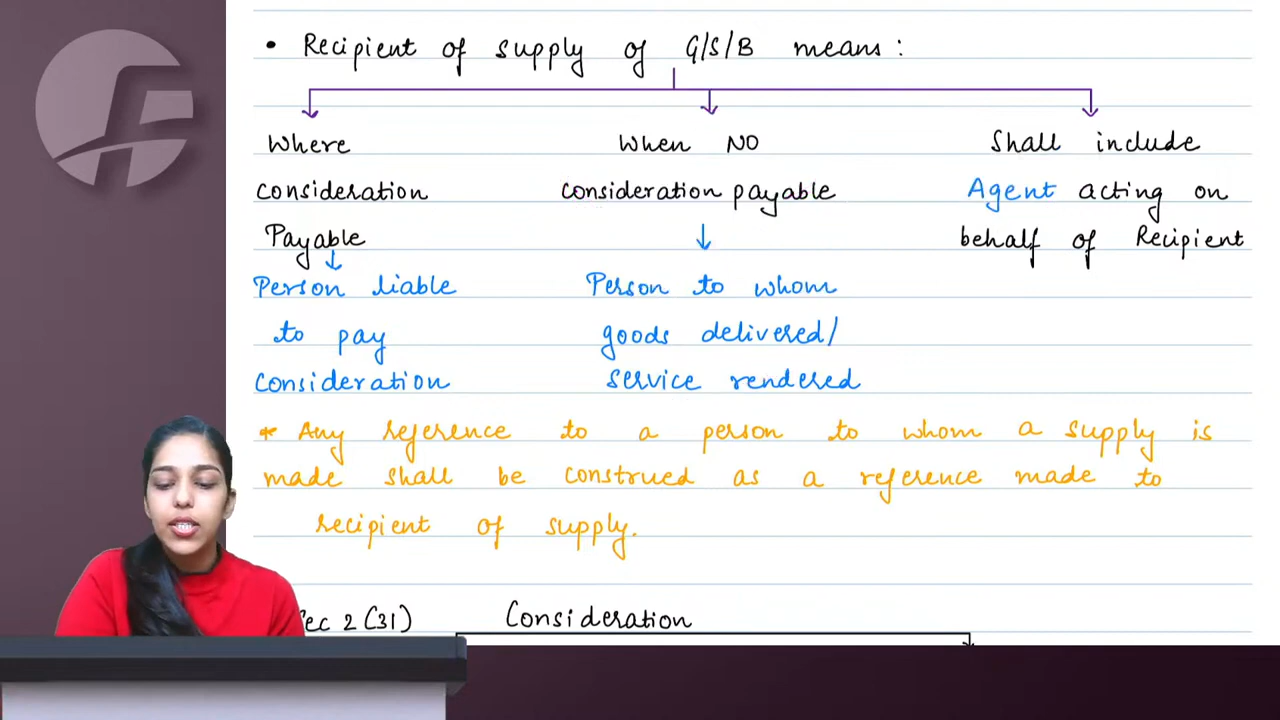 • Recipient of supply of G/S/B means :
Where
consideration
Payable
Person liable
to pay
consideration
When NO
consideration payable
Person to whom
goods delivered/
service rendered
Shall include
Agent acting on
behalf of Recipient
* Any reference to a person to whom a supply is
made shall be construed as a reference made to
recipient of supply.
Sec 2 (31) Consideration